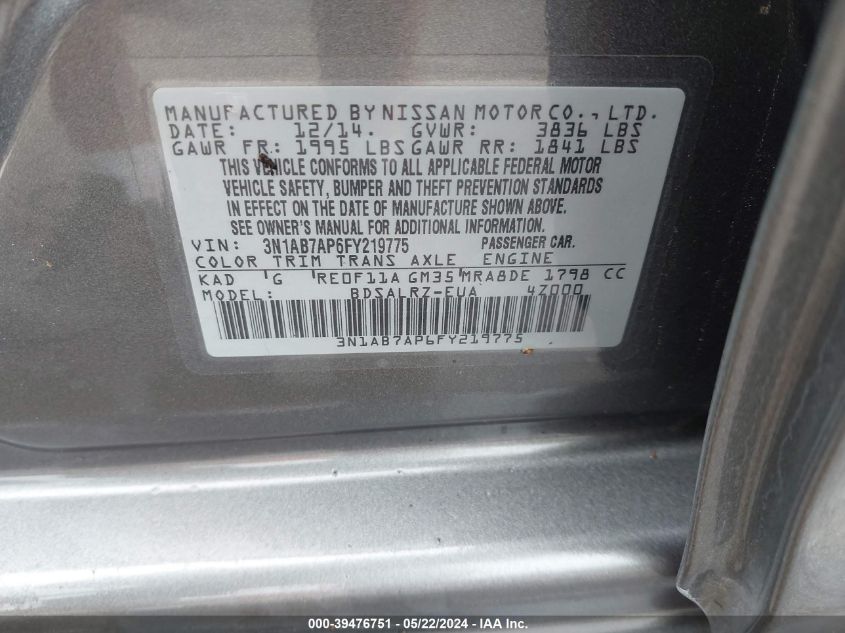 MANUFACTURED BY NISSAN MOTOR CO., LTD.
DATE: 12/14. GVWR: 3836 LBS
GAWR FR: 1995 LBS GAWR RR: 1841 LBS
THIS VEHICLE CONFORMS TO ALL APPLICABLE FEDERAL MOTOR
VEHICLE SAFETY, BUMPER AND THEFT PREVENTION STANDARDS
IN EFFECT ON THE DATE OF MANUFACTURE SHOWN ABOVE.
SEE OWNER'S MANUAL FOR ADDITIONAL INFORMATION.
VIN: 3N1AB7AP6FY219775 PASSENGER CAR.
COLOR TRIM TRANS AXLE ENGINE
KAD G RE0F11A GM35 MRA8DE 1798 CC
MODEL: BDSALRZ-EUA 4Z000
3N1AB7AP6FY219775
000-39476751 - 05/22/2024 - IAA Inc.